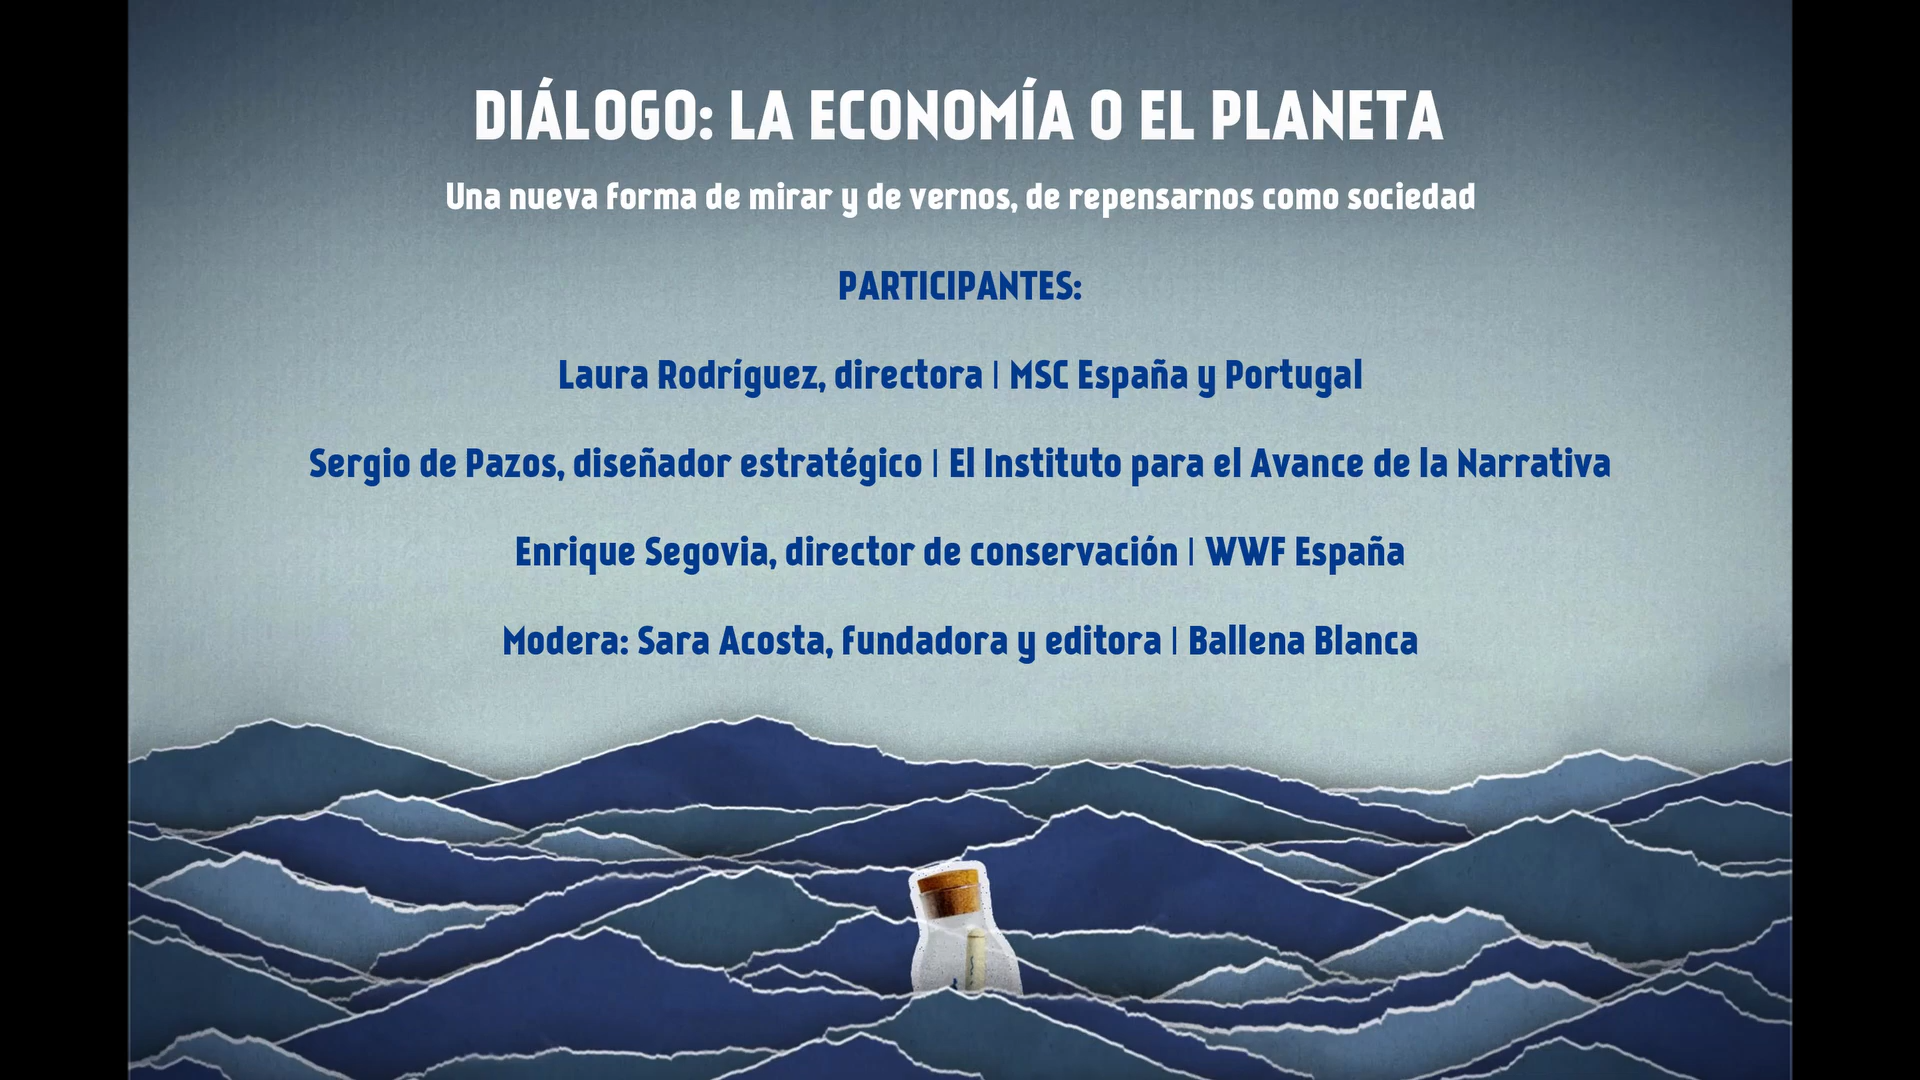 DIÁLOGO: LA ECONOMÍA O EL PLANETA
Una nueva forma de mirar y de vernos, de repensarnos como sociedad
PARTICIPANTES:
Laura Rodríguez, directora | MSC España y Portugal
Sergio de Pazos, diseñador estratégico | El Instituto para el Avance de la Narrativa
Enrique Segovia, director de conservación | WWF España
Modera: Sara Acosta, fundadora y editora | Ballena Blanca